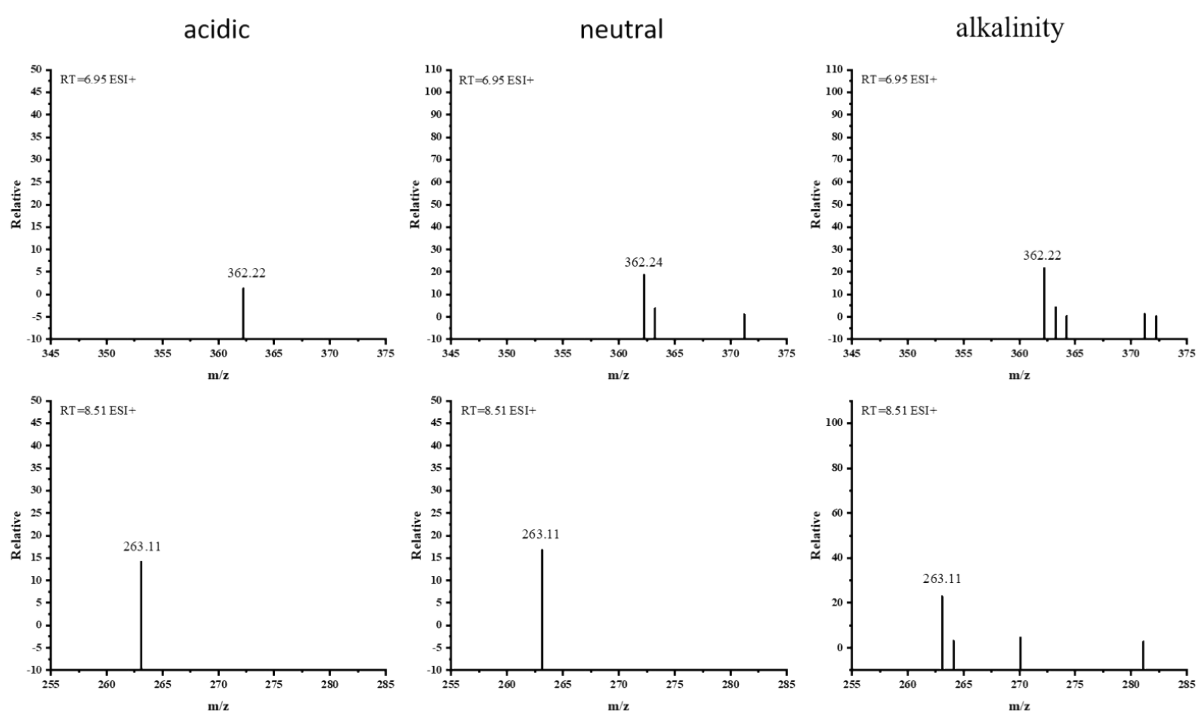 acidic
neutral
alkalinity
RT=6.95 ESI+
50
45
40
35
30
25
20
15
10
5
0
-5
-10
Relative
362.22
345 350 355 360 365 370 375
m/z
RT=6.95 ESI+
110
100
90
80
70
60
50
40
30
20
10
0
-10
Relative
362.24
345 350 355 360 365 370 375
m/z
RT=6.95 ESI+
110
100
90
80
70
60
50
40
30
20
10
0
-10
Relative
362.22
345 350 355 360 365 370 375
m/z
RT=8.51 ESI+
50
45
40
35
30
25
20
15
10
5
0
-5
-10
Relative
263.11
255 260 265 270 275 280 285
m/z
RT=8.51 ESI+
50
45
40
35
30
25
20
15
10
5
0
-5
-10
Relative
263.11
255 260 265 270 275 280 285
m/z
RT=8.51 ESI+
100
80
60
40
20
0
Relative
263.11
255 260 265 270 275 280 285
m/z